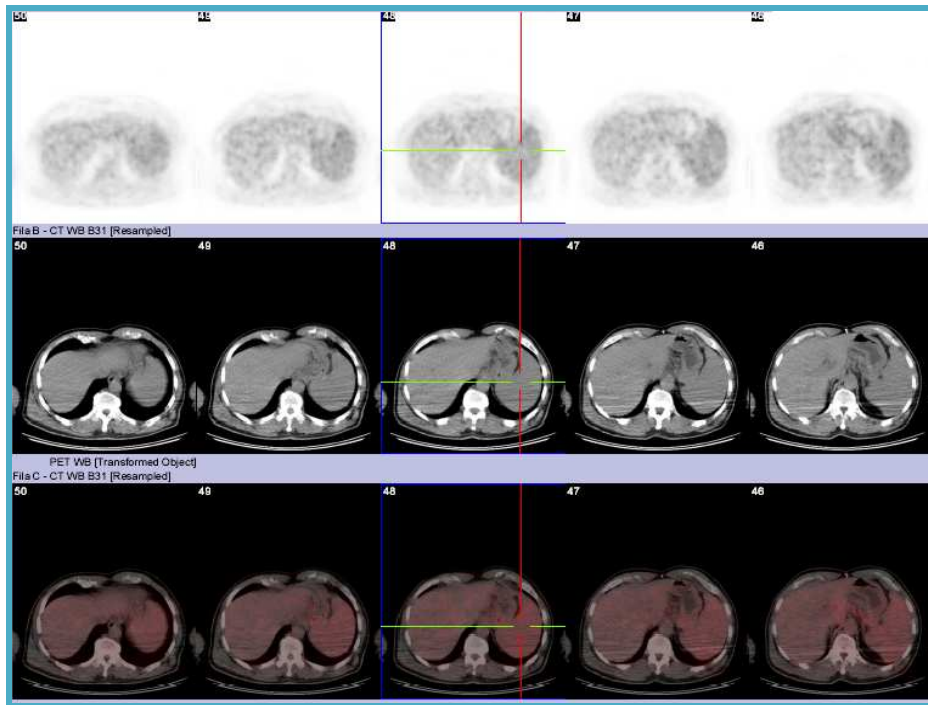 50 49 48 47 46
Fila B - CT WB B31 [Resampled]
50 49 48 47 46
PET WB [Transformed Object]
Fila C - CT WB B31 [Resampled]
50 49 48 47 46